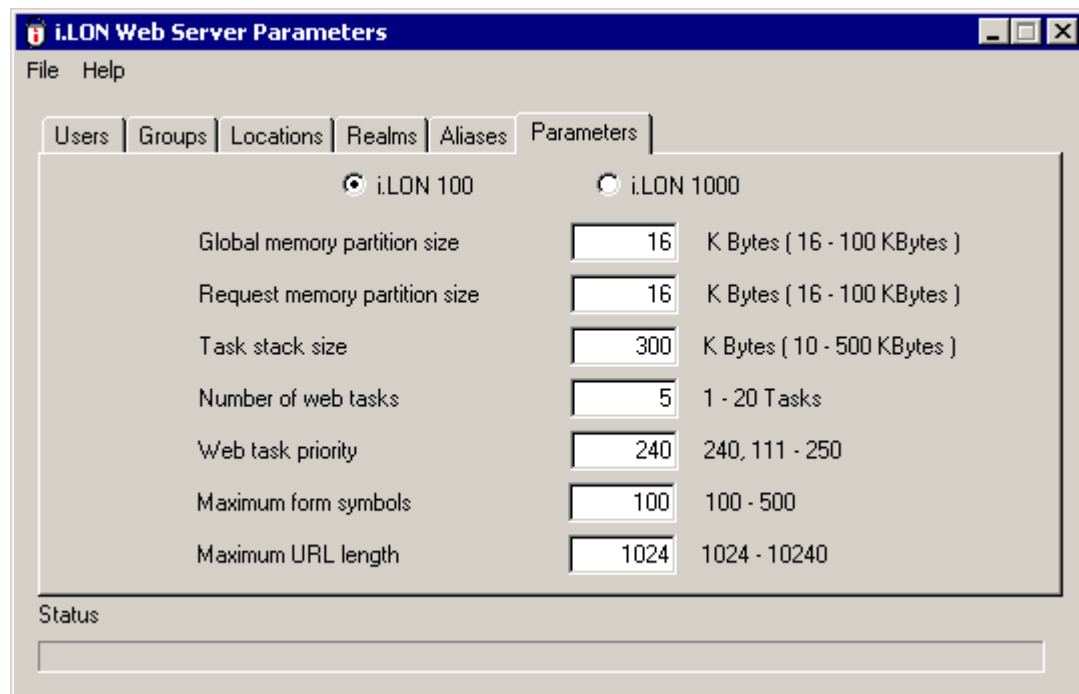 i.LON Web Server Parameters
File Help
Users Groups Locations Realms Aliases Parameters
i.LON 100 i.LON 1000
Global memory partition size 16 K Bytes ( 16 - 100 KBytes )
Request memory partition size 16 K Bytes ( 16 - 100 KBytes )
Task stack size 300 K Bytes ( 10 - 500 KBytes )
Number of web tasks 5 1 - 20 Tasks
Web task priority 240 240, 111 - 250
Maximum form symbols 100 100 - 500
Maximum URL length 1024 1024 - 10240
Status